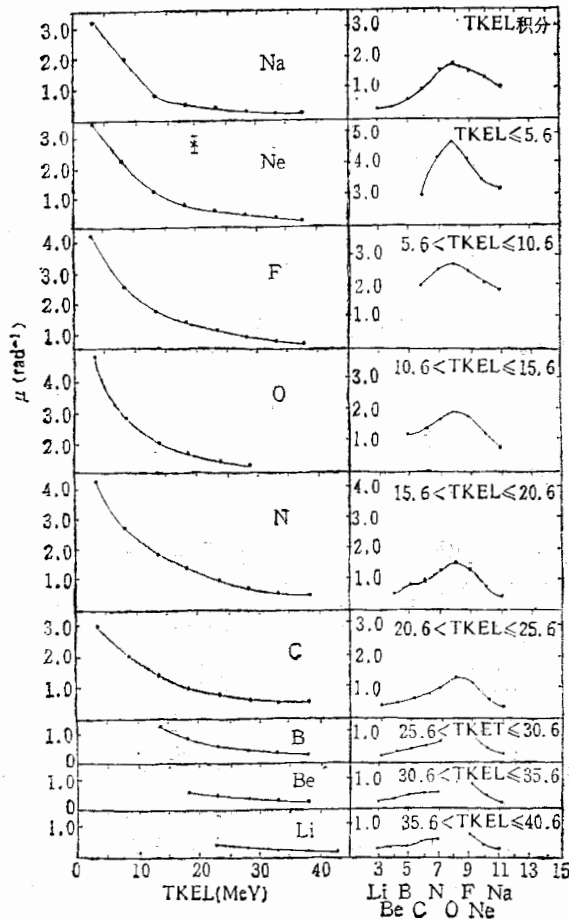 3.0
2.0
1.0
Na
3.0
2.0
1.0
TKEL积分
3.0
2.0
1.0
Ne
5.0
4.0
3.0
TKEL≤5.6
4.0
3.0
2.0
1.0
F
3.0
2.0
1.0
5.6<TKEL≤10.6
μ(rad⁻¹)
4.0
3.0
2.0
O
3.0
2.0
1.0
10.6<TKEL≤15.6
4.0
3.0
2.0
1.0
N
3.0
2.0
1.0
15.6<TKEL≤20.6
3.0
2.0
1.0
C
3.0
2.0
1.0
20.6<TKEL≤25.6
1.0
0
B
1.0
25.6<TKET≤30.6
1.0
0
Be
1.0
30.6<TKEL≤35.6
1.0
Li
1.0
35.6<TKEL≤40.6
0 10 20 30 40
3 5 7 9 11 13 15
TKEL(MeV)
Li B N F Na
Be C O Ne